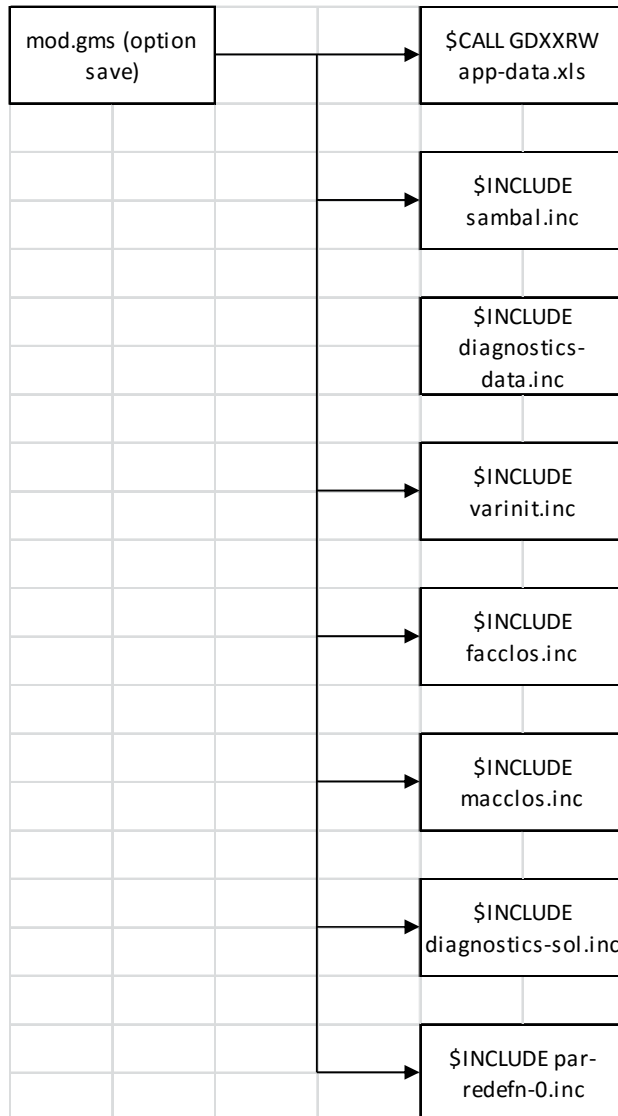 mod.gms (option
save)
$CALL GDXXRW
app-data.xls
$INCLUDE
sambal.inc
$INCLUDE
diagnostics-
data.inc
$INCLUDE
varinit.inc
$INCLUDE
facclos.inc
$INCLUDE
macclos.inc
$INCLUDE
diagnostics-sol.inc
$INCLUDE par-
redefn-0.inc